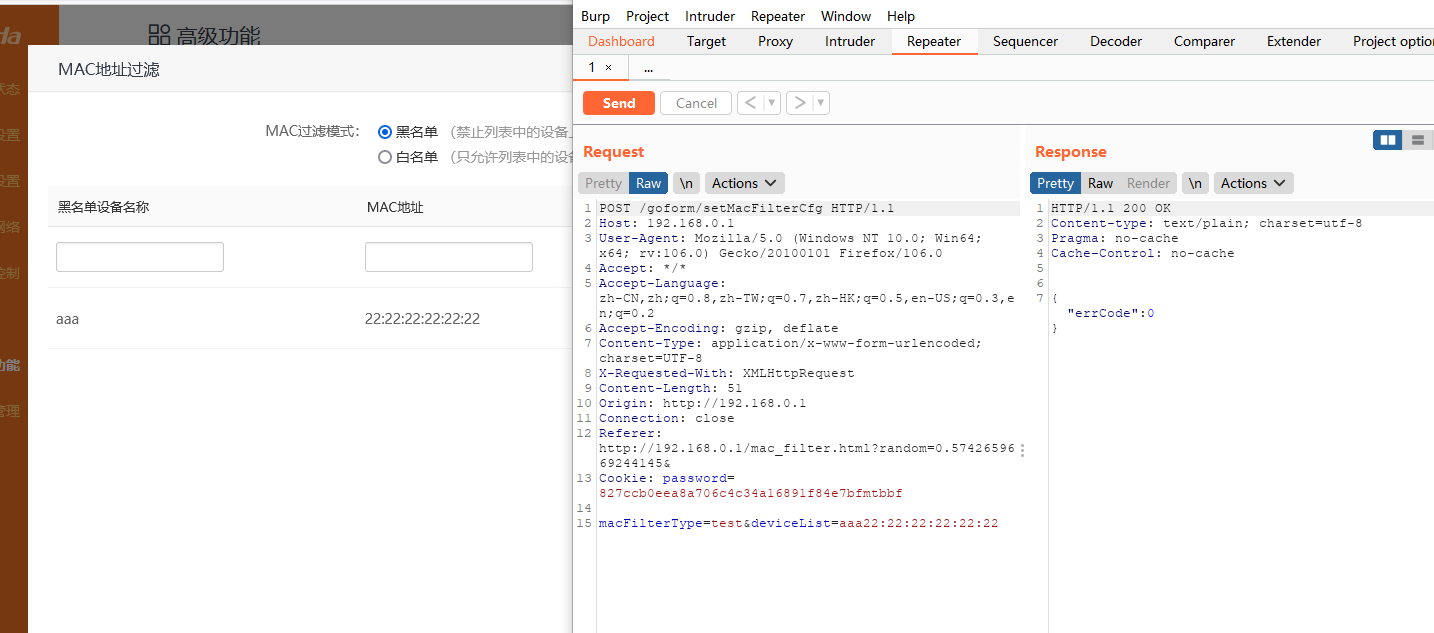 da
高级功能
MAC地址过滤
状态
设置
设置
网络
控制
功能
管理
MAC过滤模式：
黑名单 （禁止列表中的设备
白名单 （只允许列表中的设备
黑名单设备名称 MAC地址
aaa 22:22:22:22:22:22
Burp Project Intruder Repeater Window Help
Dashboard Target Proxy Intruder Repeater Sequencer Decoder Comparer Extender Project option
1 × ...
Send Cancel < ▼ > ▼
Request
Pretty Raw \n Actions
1 POST /goform/setMacFilterCfg HTTP/1.1
2 Host: 192.168.0.1
3 User-Agent: Mozilla/5.0 (Windows NT 10.0; Win64;
x64; rv:106.0) Gecko/20100101 Firefox/106.0
4 Accept: */*
5 Accept-Language:
zh-CN,zh;q=0.8,zh-TW;q=0.7,zh-HK;q=0.5,en-US;q=0.3,e
n;q=0.2
6 Accept-Encoding: gzip, deflate
7 Content-Type: application/x-www-form-urlencoded;
charset=UTF-8
8 X-Requested-With: XMLHttpRequest
9 Content-Length: 51
10 Origin: http://192.168.0.1
11 Connection: close
12 Referer:
http://192.168.0.1/mac_filter.html?random=0.57426596
69244145&
13 Cookie: password=
827ccb0eea8a706c4c34a16891f84e7bfmtbbf
14
15 macFilterType=test&deviceList=aaa22:22:22:22:22:22
Response
Pretty Raw Render \n Actions
1 HTTP/1.1 200 OK
2 Content-type: text/plain; charset=utf-8
3 Pragma: no-cache
4 Cache-Control: no-cache
5
6
7 {
"errCode":0
}